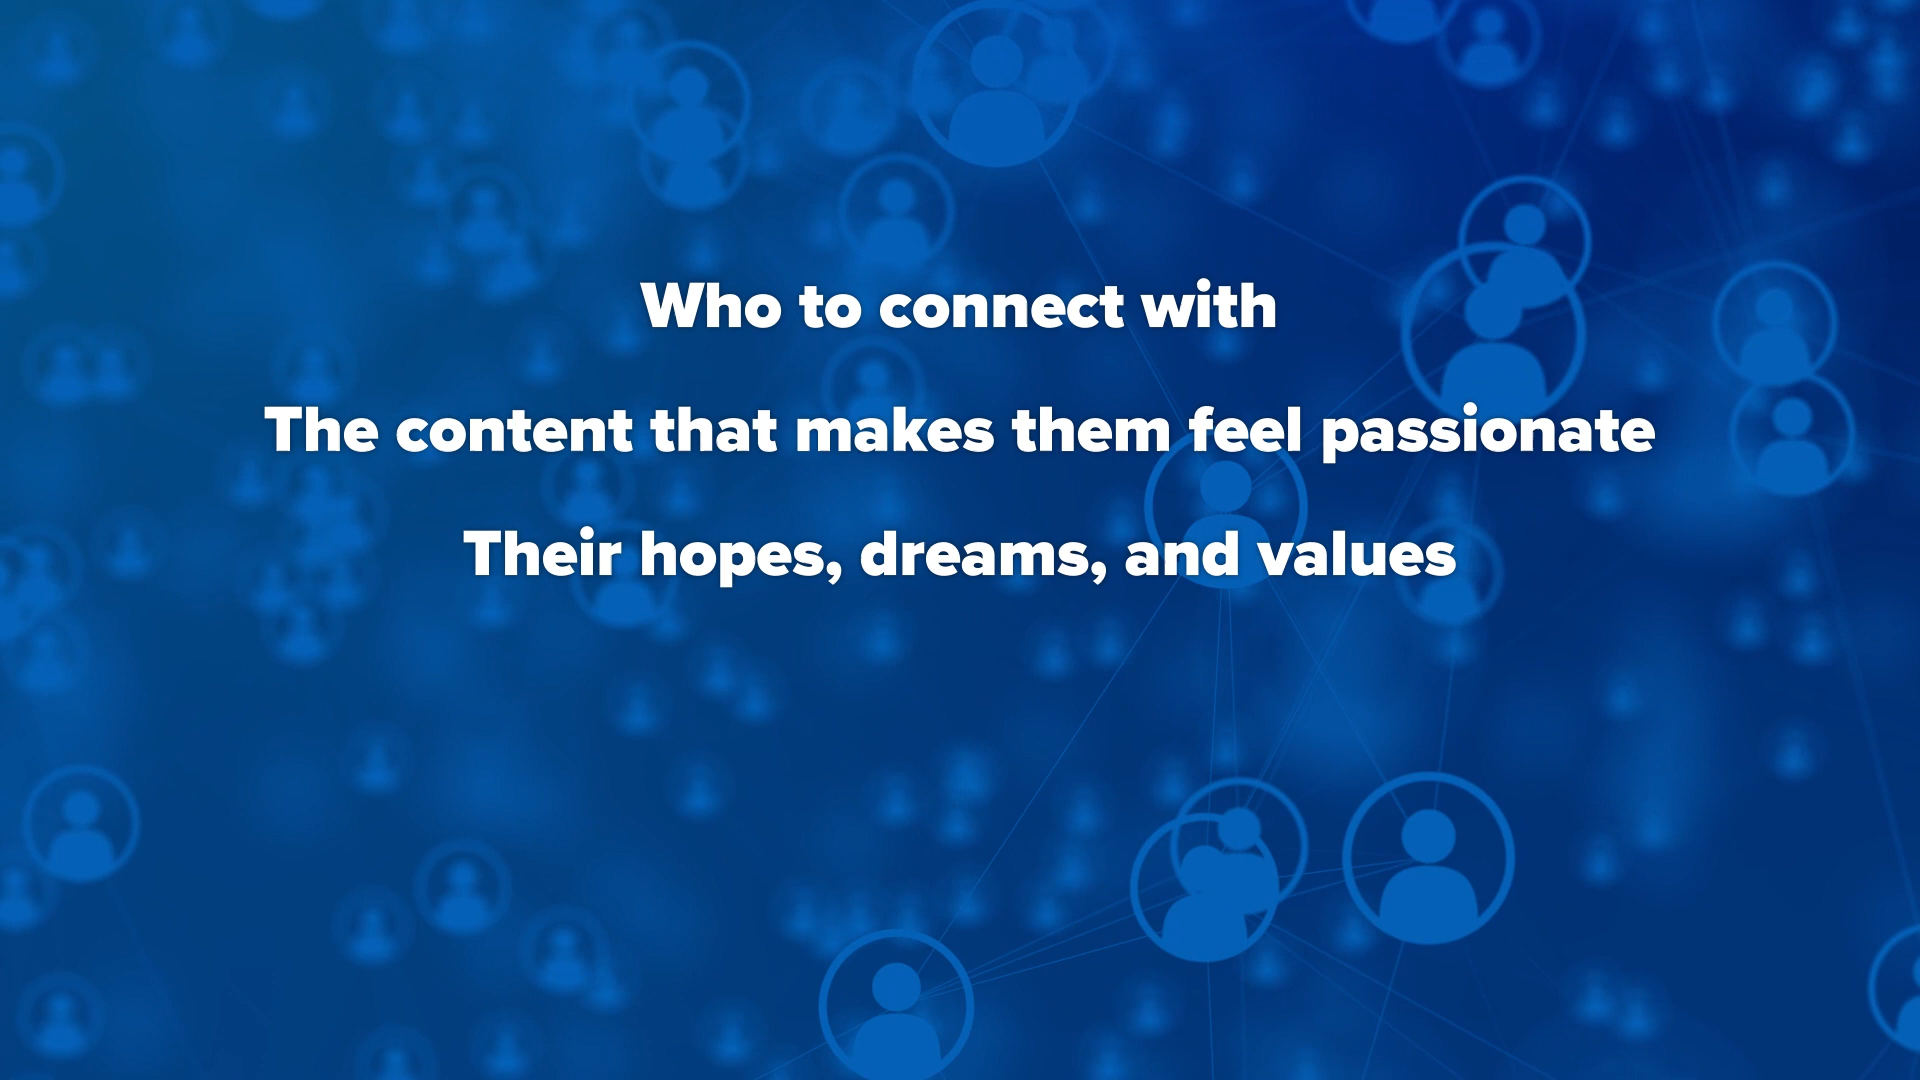 Who to connect with
The content that makes them feel passionate
Their hopes, dreams, and values